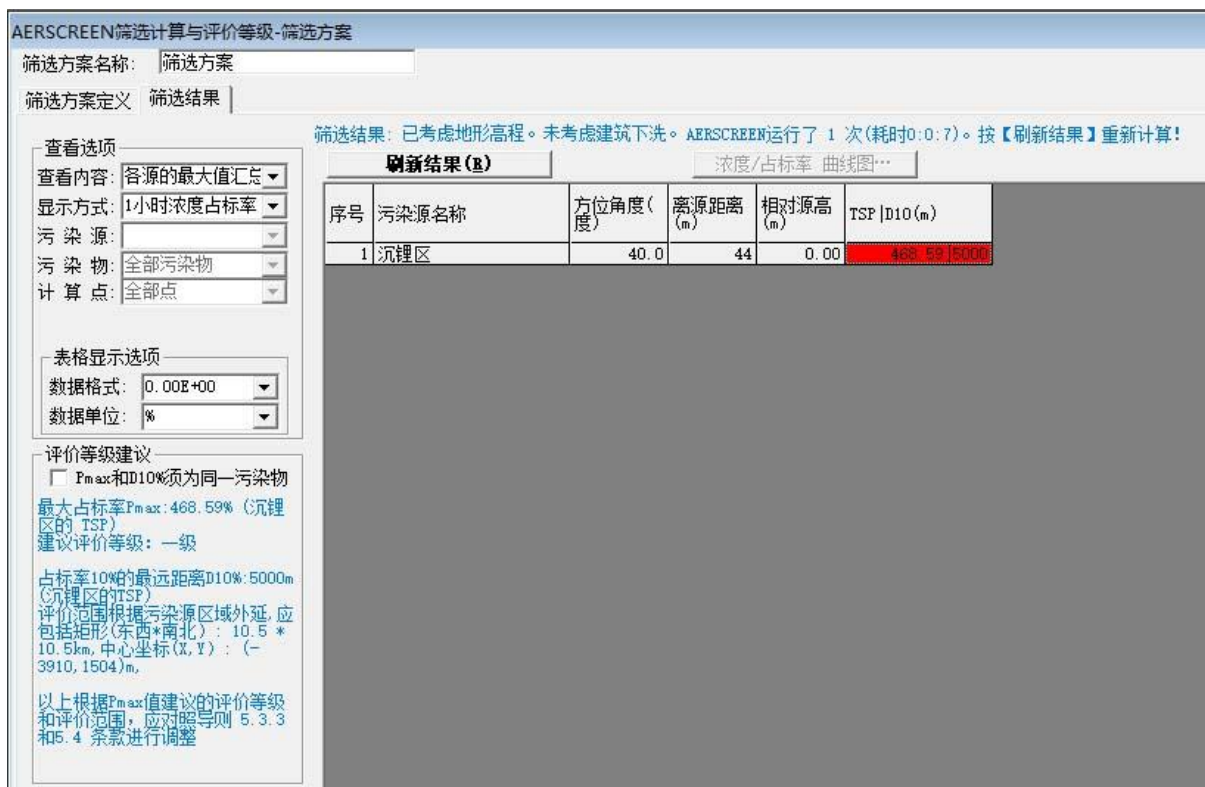 AERSCREEN筛选计算与评价等级-筛选方案
筛选方案名称: 筛选方案
筛选方案定义 筛选结果
筛选结果: 已考虑地形高程。未考虑建筑下洗。AERSCREEN运行了 1 次(耗时0:0:7)。按【刷新结果】重新计算!
查看选项
查看内容: 各源的最大值汇总
显示方式: 1小时浓度占标率
污 染 源:
污 染 物: 全部污染物
计 算 点: 全部点
表格显示选项
数据格式: 0.00E+00
数据单位: %
评价等级建议
Pmax和D10%须为同一污染物
最大占标率Pmax:468.59% (沉锂
区的 TSP)
建议评价等级: 一级
占标率10%的最远距离D10%:5000m
(沉锂区的TSP)
评价范围根据污染源区域外延,应
包括矩形(东西*南北) : 10.5 *
10.5km,中心坐标(X,Y) : (-
3910,1504)m,
以上根据Pmax值建议的评价等级
和评价范围, 应对照导则 5.3.3
和5.4 条款进行调整
刷新结果(R) 浓度/占标率 曲线图…
序号 污染源名称 方位角度(度) 离源距离(m) 相对源高(m) TSP|D10(m)
1 沉锂区 40.0 44 0.00 468.59|5000